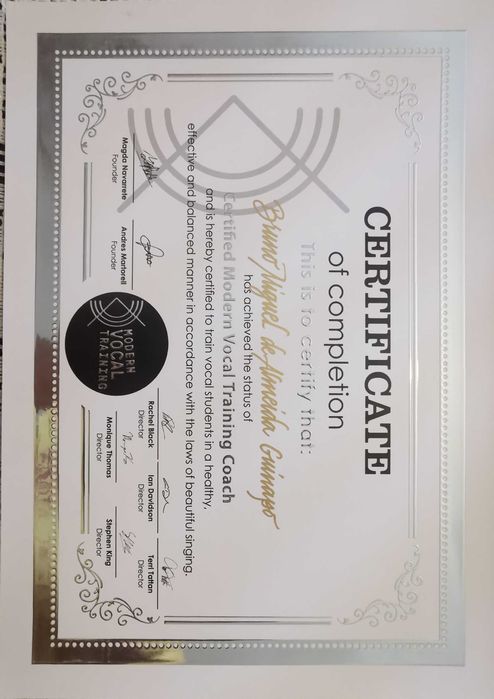 CERTIFICATE
of completion
This is to certify that:
Bruno Miguel de Almeida Guinapo
has achieved the status of
Certified Modern Vocal Training Coach
and is hereby certified to train vocal students in a healthy,
effective and balanced manner in accordance with the laws of beautiful singing.
Rachel Black
Director
Ian Davidson
Director
Terri Tattan
Director
Magda Navarrete
Founder
Andres Martorell
Founder
MODERN
VOCAL
TRAINING
Monique Thomas
Director
Stephen King
Director